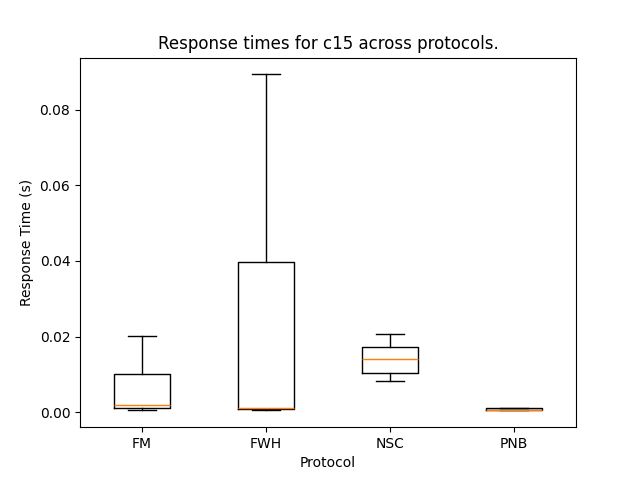 Response times for c15 across protocols.
Response Time (s)
0.08
0.06
0.04
0.02
0.00
FM FWH NSC PNB
Protocol